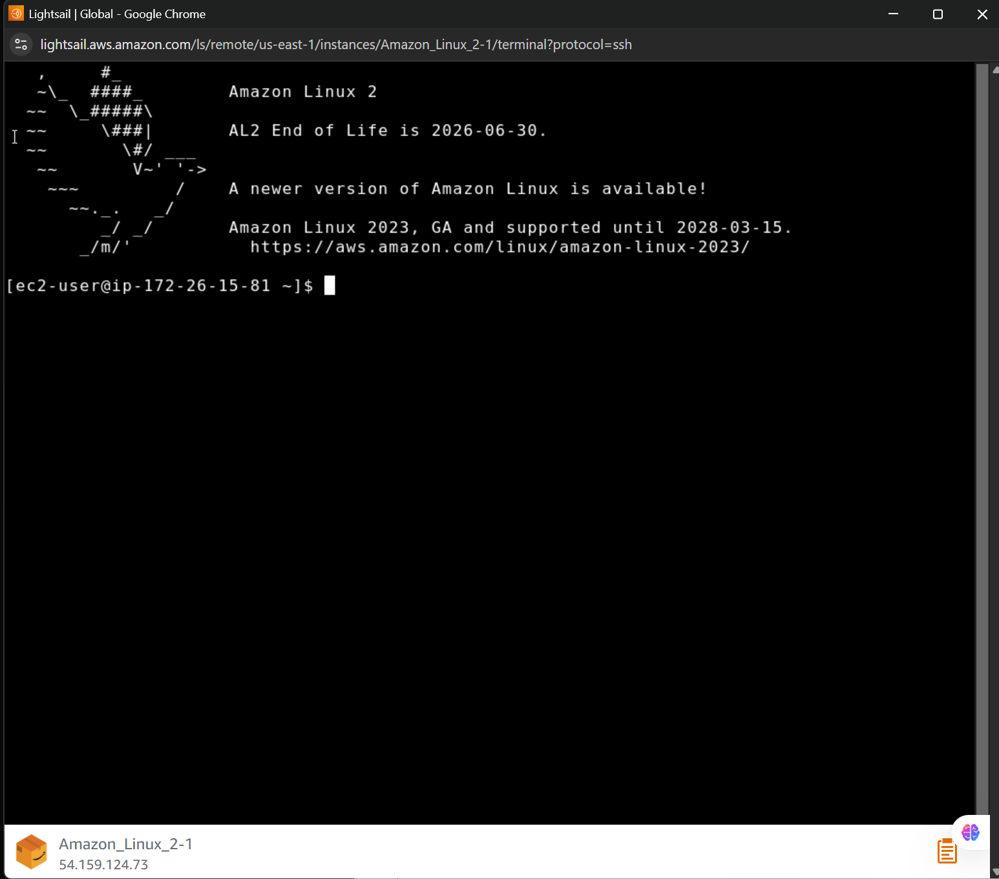 Lightsail | Global - Google Chrome
lightsail.aws.amazon.com/ls/remote/us-east-1/instances/Amazon_Linux_2-1/terminal?protocol=ssh
   ,     #_
   ~\_  ####_        Amazon Linux 2
  ~~  \_#####\
  ~~     \###|       AL2 End of Life is 2026-06-30.
  ~~       \#/ ___
   ~~       V~' '->
    ~~~         /    A newer version of Amazon Linux is available!
      ~~._.   _/
         _/ _/       Amazon Linux 2023, GA and supported until 2028-03-15.
       _/m/'           https://aws.amazon.com/linux/amazon-linux-2023/
[ec2-user@ip-172-26-15-81 ~]$
Amazon_Linux_2-1
54.159.124.73